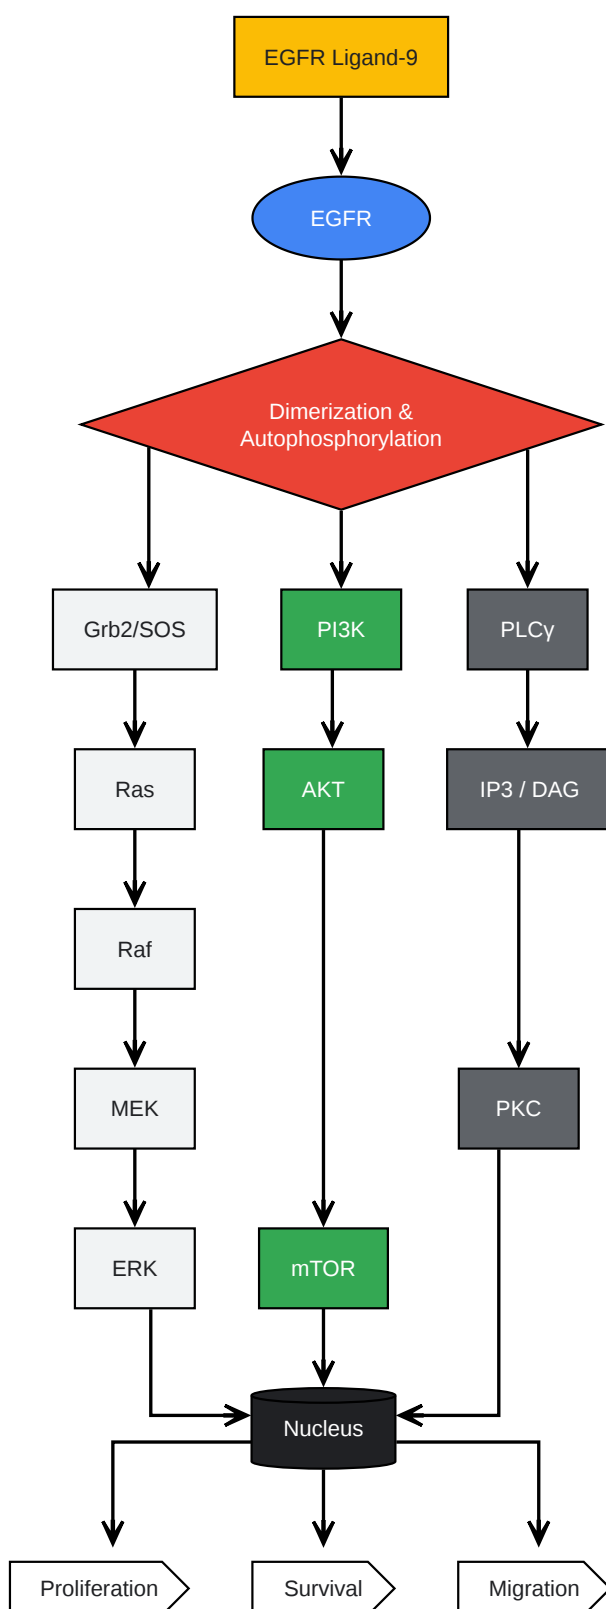 EGFR Ligand-9
EGFR
Dimerization &
Autophosphorylation
Grb2/SOS
PI3K
PLCγ
Ras
AKT
IP3 / DAG
Raf
MEK
PKC
ERK
mTOR
Nucleus
Proliferation
Survival
Migration